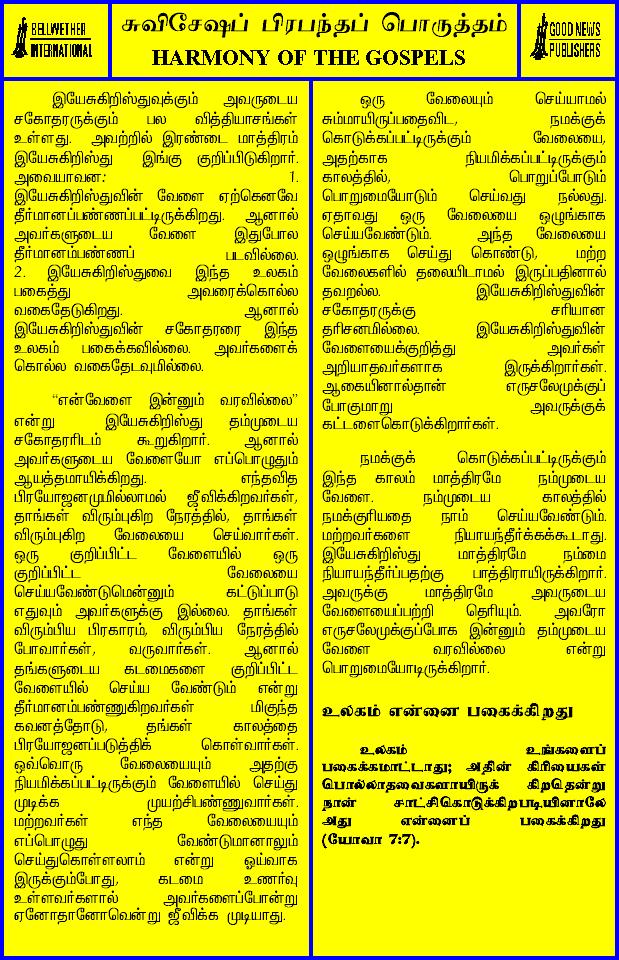 BELLWETHER
INTERNATIONAL
சுவிசேஷப் பிரபந்தப் பொருத்தம்
HARMONY OF THE GOSPELS
GOOD NEWS
PUBLISHERS
இயேசுகிறிஸ்துவுக்கும் அவருடைய
சகோதரருக்கும் பல வித்தியாசங்கள்
உள்ளது. அவற்றில் இரண்டை மாத்திரம்
இயேசுகிறிஸ்து இங்கு குறிப்பிடுகிறார்.
அவையாவன: 1.
இயேசுகிறிஸ்துவின் வேளை ஏற்கெனவே
தீர்மானப்பண்ணப்பட்டிருக்கிறது. ஆனால்
அவர்களுடைய வேளை இதுபோல
தீர்மானம்பண்ணப் படவில்லை.
2. இயேசுகிறிஸ்துவை இந்த உலகம்
பகைத்து அவரைக்கொல்ல
வகைதேடுகிறது. ஆனால்
இயேசுகிறிஸ்துவின் சகோதரரை இந்த
உலகம் பகைக்கவில்லை. அவர்களைக்
கொல்ல வகைதேடவுமில்லை.
“என்வேளை இன்னும் வரவில்லை”
என்று இயேசுகிறிஸ்து தம்முடைய
சகோதரரிடம் கூறுகிறார். ஆனால்
அவர்களுடைய வேளையோ எப்பொழுதும்
ஆயத்தமாயிக்கிறது. எந்தவித
பிரயோஜனமுமில்லாமல் ஜீவிக்கிறவர்கள்,
தாங்கள் விரும்புகிற நேரத்தில், தாங்கள்
விரும்புகிற வேலையை செய்வார்கள்.
ஒரு குறிப்பிட்ட வேளையில் ஒரு
குறிப்பிட்ட வேலையை
செய்யவேண்டுமென்னும் கட்டுப்பாடு
எதுவும் அவர்களுக்கு இல்லை. தாங்கள்
விரும்பிய பிரகாரம், விரும்பிய நேரத்தில்
போவார்கள், வருவார்கள். ஆனால்
தங்களுடைய கடமைகளை குறிப்பிட்ட
வேளையில் செய்ய வேண்டும் என்று
தீர்மானம்பண்ணுகிறவர்கள் மிகுந்த
கவனத்தோடு, தங்கள் காலத்தை
பிரயோஜனப்படுத்திக் கொள்வார்கள்.
ஒவ்வொரு வேலையையும் அதற்கு
நியமிக்கப்பட்டிருக்கும் வேளையில் செய்து
முடிக்க முயற்சிபண்ணுவார்கள்.
மற்றவர்கள் எந்த வேலையையும்
எப்பொழுது வேண்டுமானாலும்
செய்துகொள்ளலாம் என்று ஓய்வாக
இருக்கும்போது, கடமை உணர்வு
உள்ளவர்களால் அவர்களைப்போன்று
ஏனோதானோவென்று ஜீவிக்க முடியாது.
ஒரு வேலையும் செய்யாமல்
சும்மாயிருப்பதைவிட, நமக்குக்
கொடுக்கப்பட்டிருக்கும் வேலையை,
அதற்காக நியமிக்கப்பட்டிருக்கும்
காலத்தில், பொறுப்போடும்
பொறுமையோடும் செய்வது நல்லது.
ஏதாவது ஒரு வேலையை ஒழுங்காக
செய்யவேண்டும். அந்த வேலையை
ஒழுங்காக செய்து கொண்டு, மற்ற
வேலைகளில் தலையிடாமல் இருப்பதினால்
தவறல்ல. இயேசுகிறிஸ்துவின்
சகோதரருக்கு சரியான
தரிசனமில்லை. இயேசுகிறிஸ்துவின்
வேளையைக்குறித்து அவர்கள்
அறியாதவர்களாக இருக்கிறார்கள்.
ஆகையினால்தான் எருசலேமுக்குப்
போகுமாறு அவருக்குக்
கட்டளைகொடுக்கிறார்கள்.
நமக்குக் கொடுக்கப்பட்டிருக்கும்
இந்த காலம் மாத்திரமே நம்முடைய
வேளை. நம்முடைய காலத்தில்
நமக்குரியதை நாம் செய்யவேண்டும்.
மற்றவர்களை நியாயந்தீர்க்கக்கூடாது.
இயேசுகிறிஸ்து மாத்திரமே நம்மை
நியாயந்தீர்ப்பதற்கு பாத்திராயிருக்கிறார்.
அவருக்கு மாத்திரமே அவருடைய
வேளையைப்பற்றி தெரியும். அவரோ
எருசலேமுக்குப்போக இன்னும் தம்முடைய
வேளை வரவில்லை என்று
பொறுமையோடிருக்கிறார்.
உலகம் என்னை பகைக்கிறது
உலகம் உங்களைப்
பகைக்கமாட்டாது; அதின் கிரியைகள்
பொல்லாதவைகளாயிருக் கிறதென்று
நான் சாட்சிகொடுக்கிறபடியினாலே
அது என்னைப் பகைக்கிறது
(யோவா 7:7).